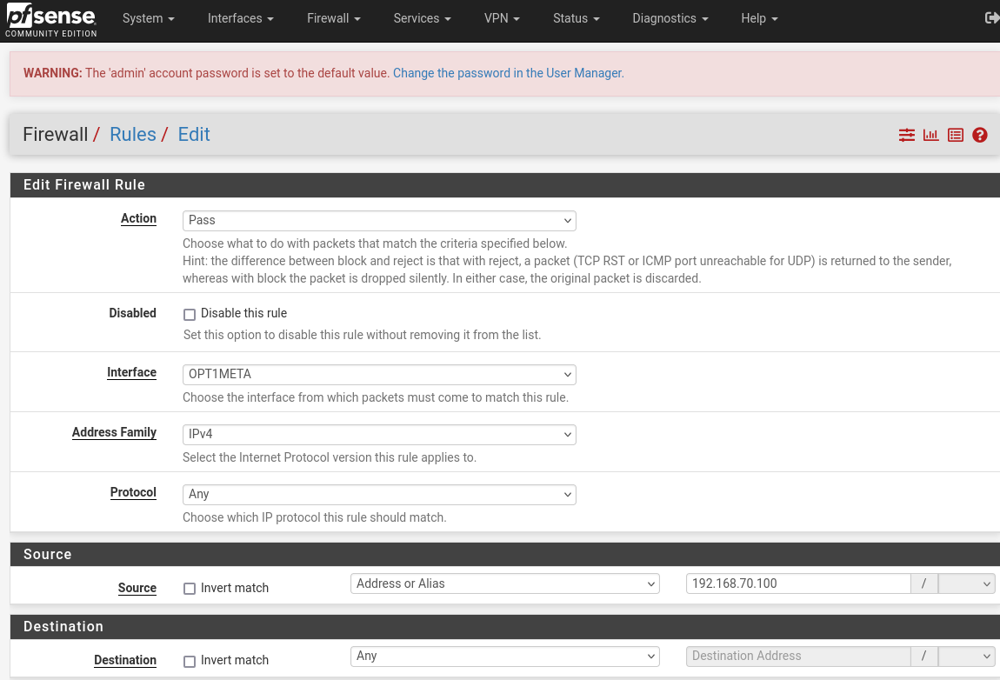 pfsense
COMMUNITY EDITION
System Interfaces Firewall Services VPN Status Diagnostics Help
WARNING: The 'admin' account password is set to the default value. Change the password in the User Manager.
Firewall / Rules / Edit
Edit Firewall Rule
Action Pass
Choose what to do with packets that match the criteria specified below.
Hint: the difference between block and reject is that with reject, a packet (TCP RST or ICMP port unreachable for UDP) is returned to the sender,
whereas with block the packet is dropped silently. In either case, the original packet is discarded.
Disabled Disable this rule
Set this option to disable this rule without removing it from the list.
Interface OPT1META
Choose the interface from which packets must come to match this rule.
Address Family IPv4
Select the Internet Protocol version this rule applies to.
Protocol Any
Choose which IP protocol this rule should match.
Source
Source Invert match Address or Alias 192.168.70.100 /
Destination
Destination Invert match Any Destination Address /